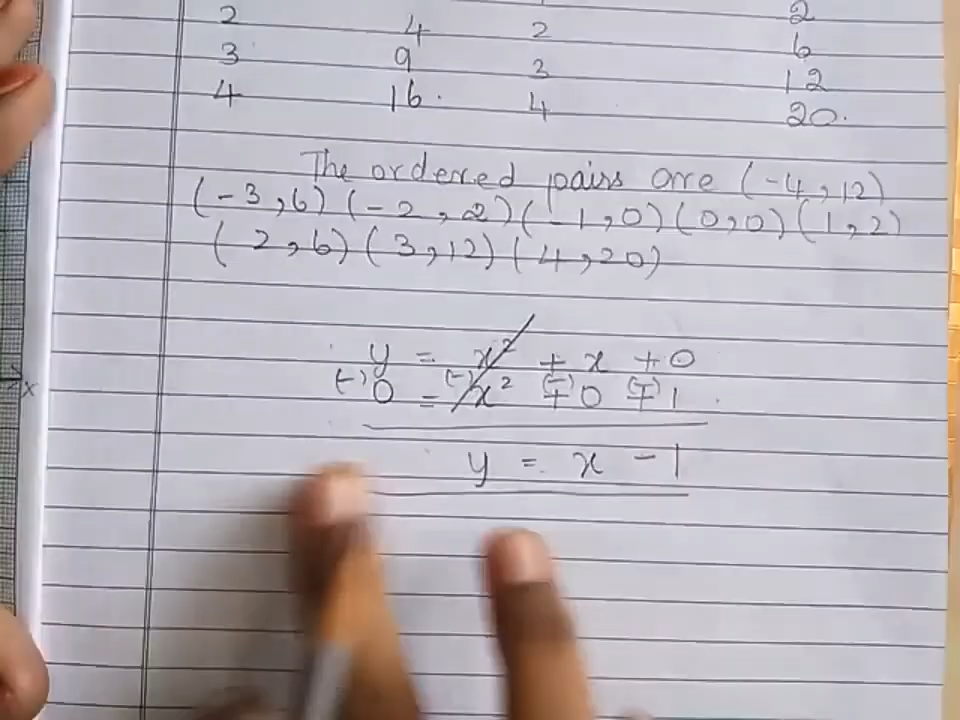 2 4 2 2
3 9 3 6
4 16. 4 12
20.
The ordered pairs are (-4,12)
(-3,6) (-2,2) (-1,0) (0,0) (1,2)
(2,6) (3,12) (4,20)
y = x² + x + 0
(-) 0 = (-) x² (-)+ 0 (-)+ 1
y = x - 1
x